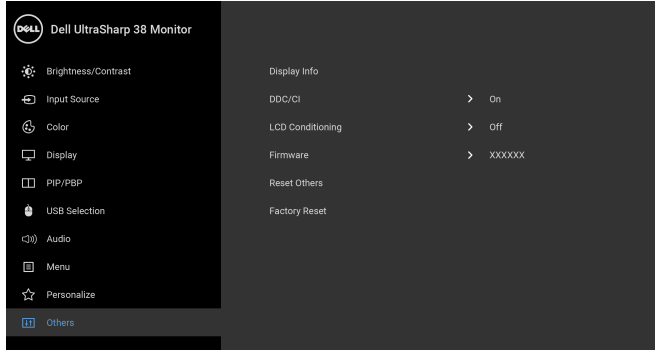 DELL Dell UltraSharp 38 Monitor
Brightness/Contrast
Input Source
Color
Display
PIP/PBP
USB Selection
Audio
Menu
Personalize
Others
Display Info
DDC/CI > On
LCD Conditioning > Off
Firmware > XXXXXX
Reset Others
Factory Reset